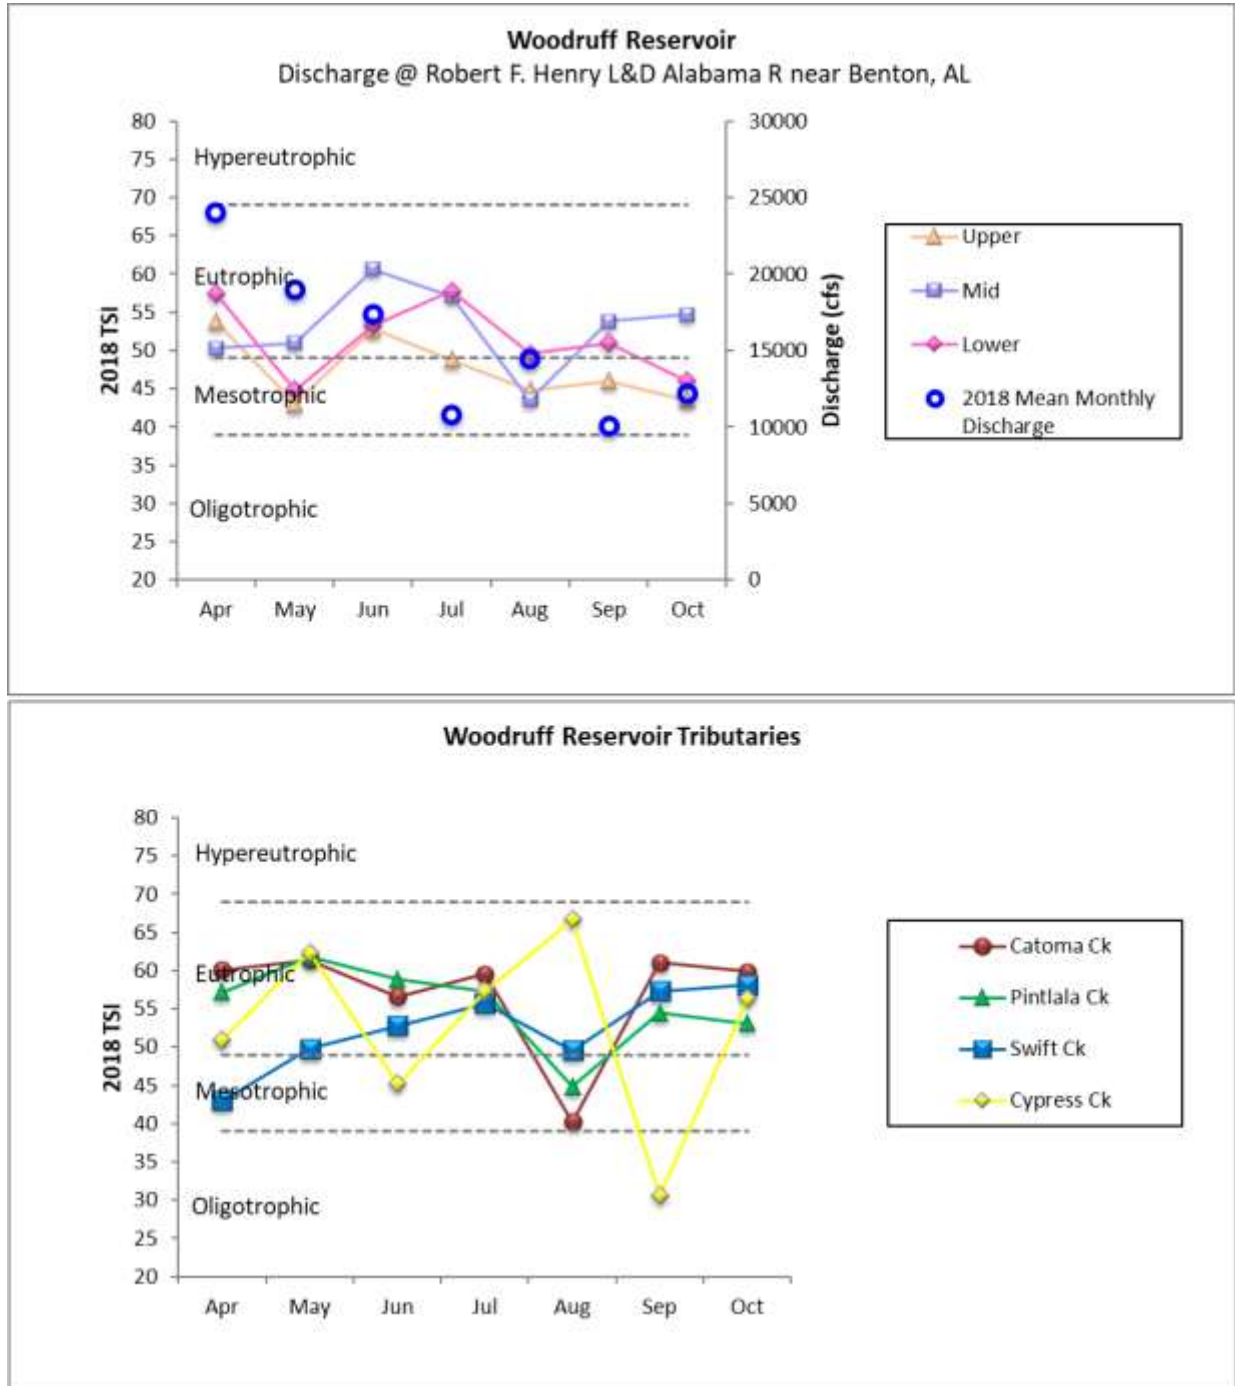 Woodruff Reservoir
Discharge @ Robert F. Henry L&D Alabama R near Benton, AL
80
75
70
65
60
55
50
45
40
35
30
25
20
2018 TSI
Hypereutrophic
Eutrophic
Mesotrophic
Oligotrophic
30000
25000
20000
15000
10000
5000
0
Discharge (cfs)
Apr May Jun Jul Aug Sep Oct
Upper
Mid
Lower
2018 Mean Monthly
Discharge
Woodruff Reservoir Tributaries
80
75
70
65
60
55
50
45
40
35
30
25
20
2018 TSI
Hypereutrophic
Eutrophic
Mesotrophic
Oligotrophic
Apr May Jun Jul Aug Sep Oct
Catoma Ck
Pintlala Ck
Swift Ck
Cypress Ck